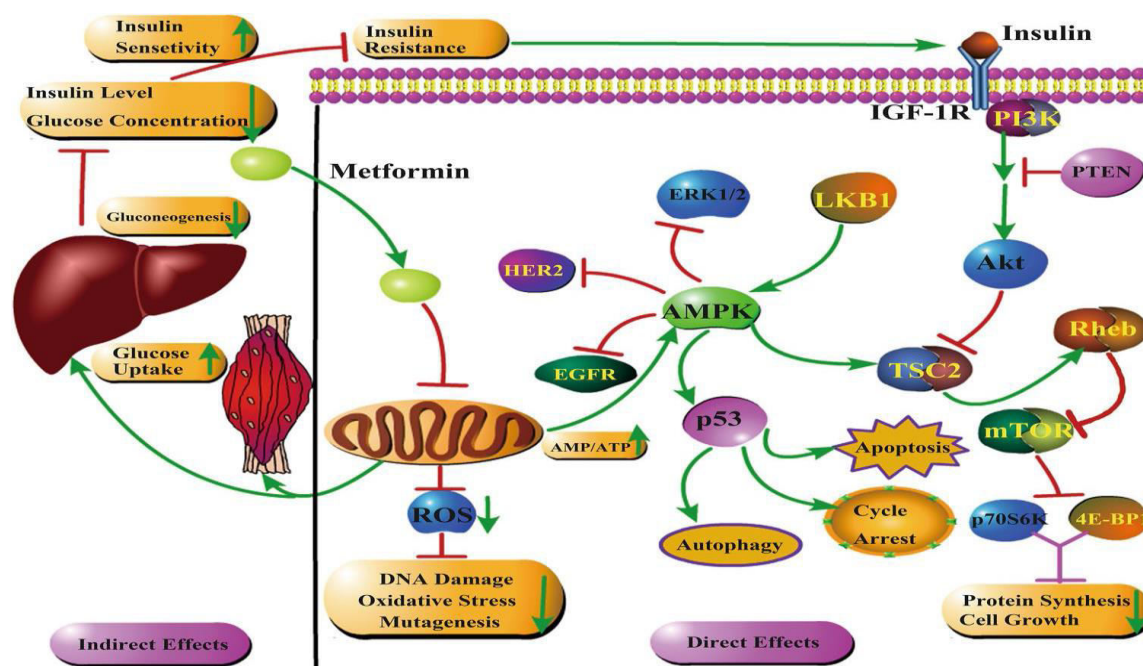 Insulin
Sensetivity
Insulin
Resistance
Insulin
Insulin Level
Glucose Concentration
IGF-1R
PI3K
PTEN
Metformin
ERK1/2
LKB1
Gluconeogenesis
HER2
Akt
AMPK
Rheb
Glucose
Uptake
EGFR
TSC2
p53
mTOR
AMP/ATP
Apoptosis
ROS
Cycle
Arrest
p70S6K
4E-BP1
Autophagy
DNA Damage
Oxidative Stress
Mutagenesis
Protein Synthesis
Cell Growth
Indirect Effects
Direct Effects